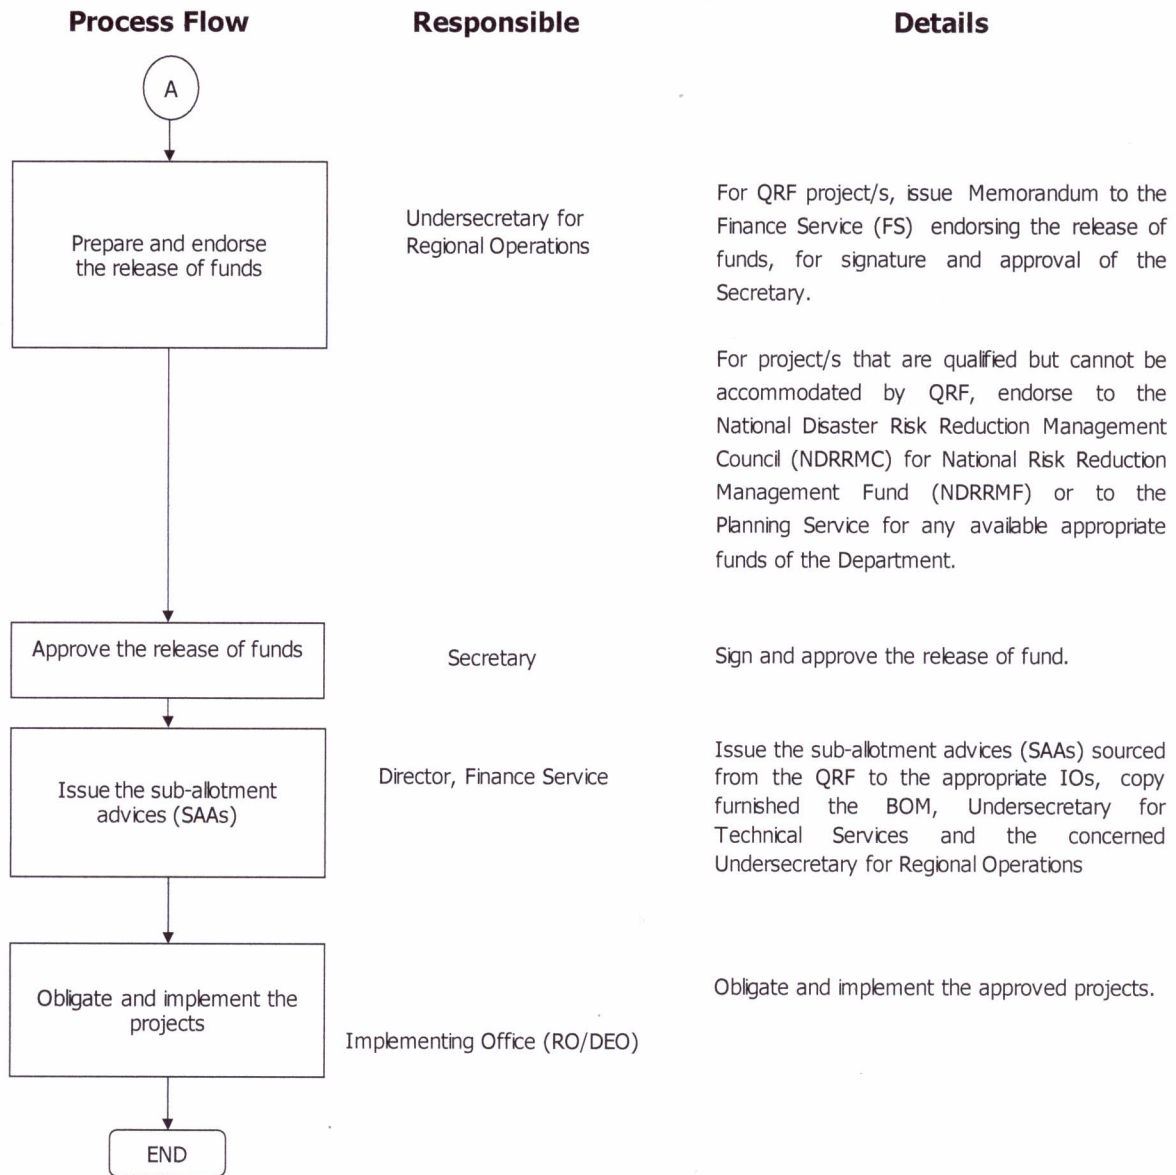 Process Flow
Responsible
Details
A
Prepare and endorse
the release of funds
Undersecretary for
Regional Operations
For QRF project/s, issue Memorandum to the
Finance Service (FS) endorsing the release of
funds, for signature and approval of the
Secretary.
For project/s that are qualified but cannot be
accommodated by QRF, endorse to the
National Disaster Risk Reduction Management
Council (NDRRMC) for National Risk Reduction
Management Fund (NDRRMF) or to the
Planning Service for any available appropriate
funds of the Department.
Approve the release of funds
Secretary
Sign and approve the release of fund.
Issue the sub-allotment
advices (SAAs)
Director, Finance Service
Issue the sub-allotment advices (SAAs) sourced
from the QRF to the appropriate IOs, copy
furnished the BOM, Undersecretary for
Technical Services and the concerned
Undersecretary for Regional Operations
Obligate and implement the
projects
Implementing Office (RO/DEO)
Obligate and implement the approved projects.
END